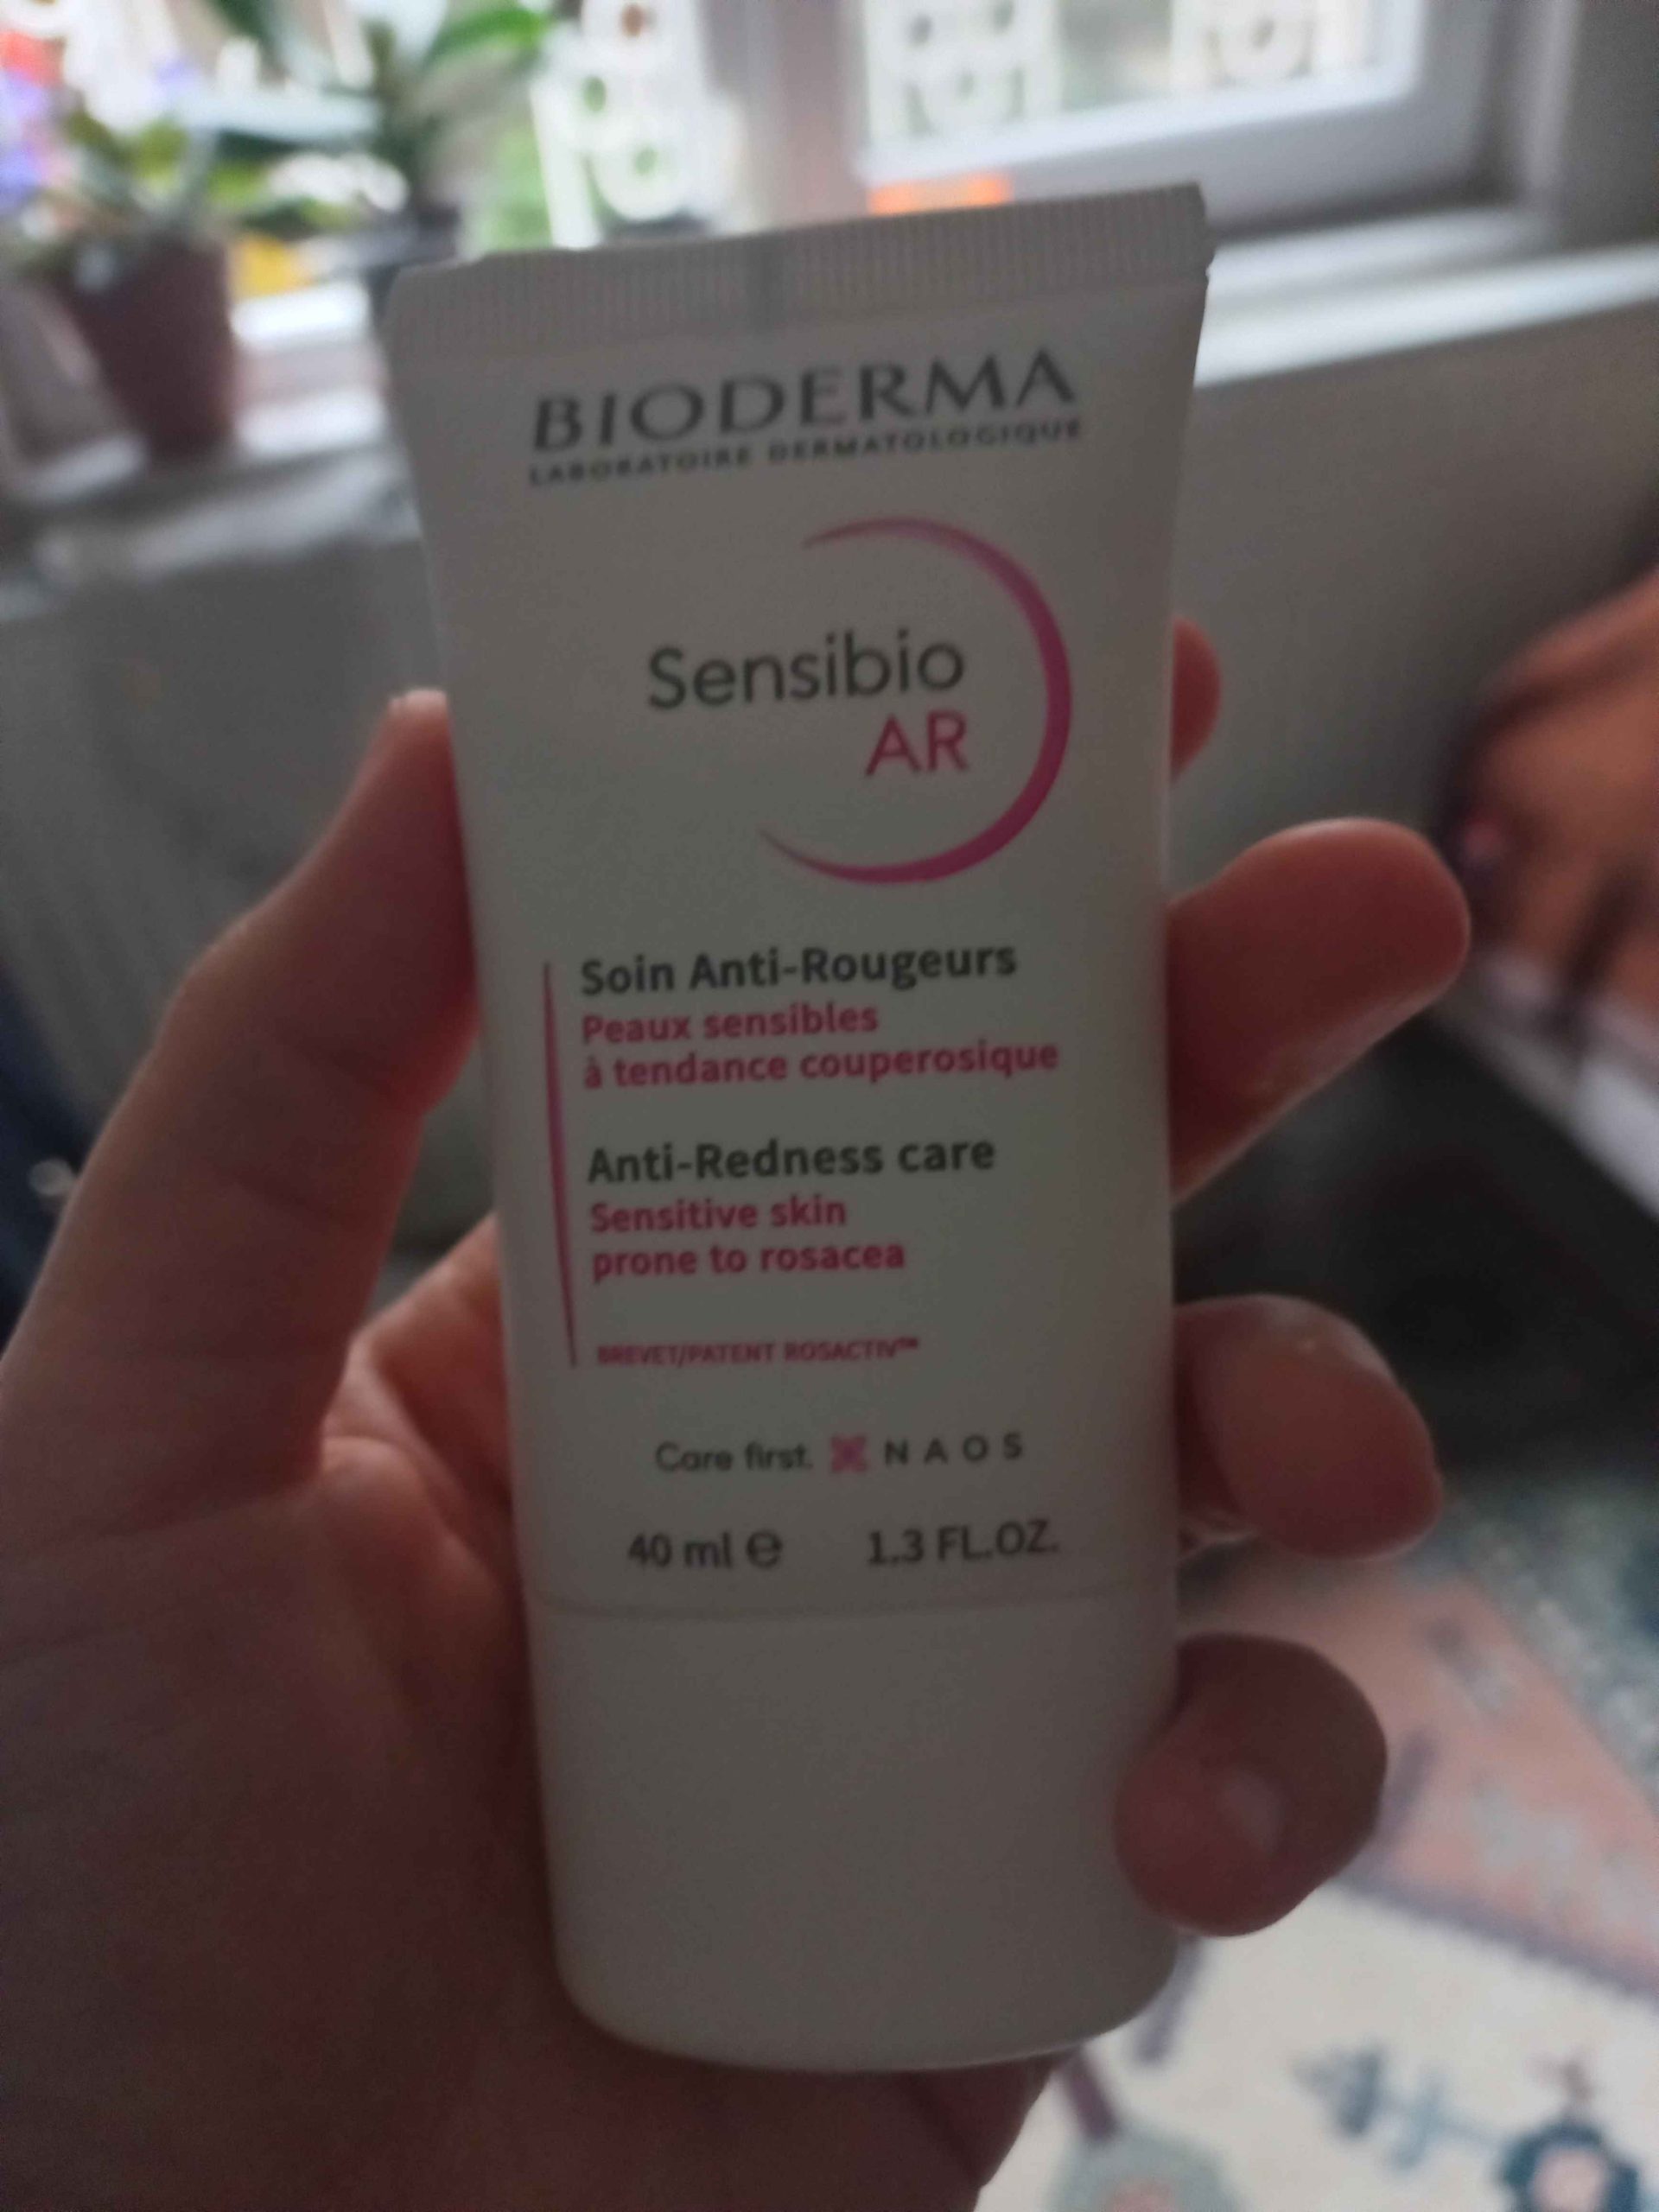 BIODERMA
LABORATOIRE DERMATOLOGIQUE
Sensibio
AR
Soin Anti-Rougeurs
Peaux sensibles
à tendance couperosique
Anti-Redness care
Sensitive skin
prone to rosacea
BREVET/PATENT ROSACTIV™
Care first. NAOS
40 ml ℮ 1.3 FL.OZ.